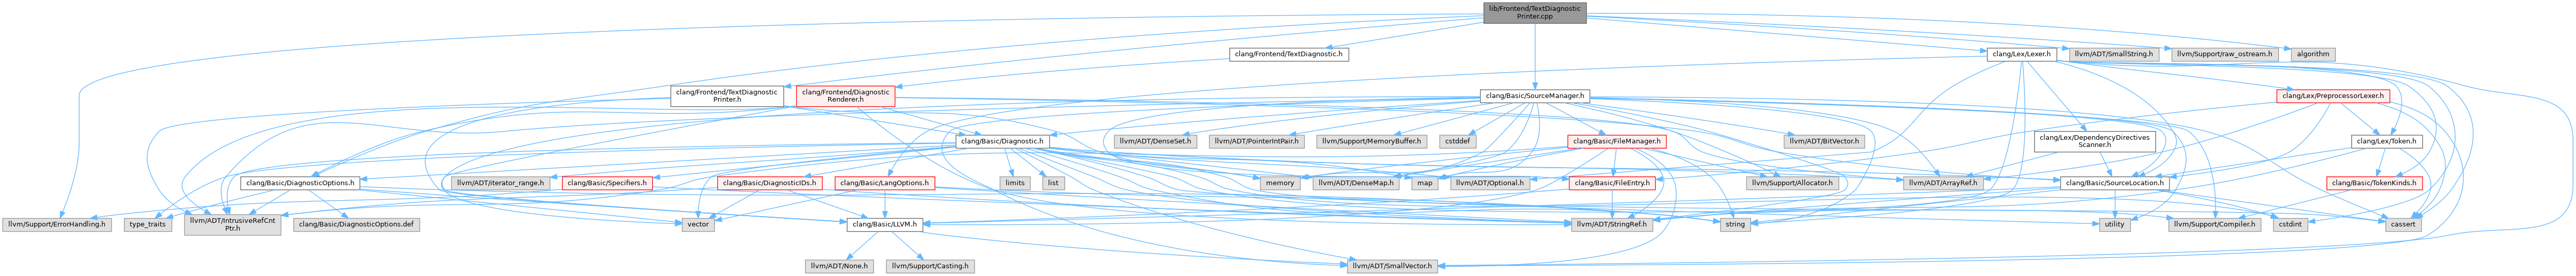 lib/Frontend/TextDiagnostic
Printer.cpp
clang/Frontend/TextDiagnostic.h
clang/Lex/Lexer.h
llvm/ADT/SmallString.h
llvm/Support/raw_ostream.h
algorithm
clang/Frontend/TextDiagnostic
Printer.h
clang/Frontend/Diagnostic
Renderer.h
clang/Basic/SourceManager.h
clang/Lex/PreprocessorLexer.h
clang/Basic/Diagnostic.h
llvm/ADT/DenseSet.h
llvm/ADT/PointerIntPair.h
llvm/Support/MemoryBuffer.h
cstddef
clang/Basic/FileManager.h
llvm/ADT/BitVector.h
clang/Lex/DependencyDirectives
Scanner.h
clang/Lex/Token.h
clang/Basic/DiagnosticOptions.h
llvm/ADT/iterator_range.h
clang/Basic/Specifiers.h
clang/Basic/DiagnosticIDs.h
clang/Basic/LangOptions.h
limits
list
memory
llvm/ADT/DenseMap.h
map
llvm/ADT/Optional.h
clang/Basic/FileEntry.h
llvm/Support/Allocator.h
llvm/ADT/ArrayRef.h
clang/Basic/SourceLocation.h
clang/Basic/TokenKinds.h
llvm/Support/ErrorHandling.h
type_traits
llvm/ADT/IntrusiveRefCnt
Ptr.h
clang/Basic/DiagnosticOptions.def
vector
clang/Basic/LLVM.h
llvm/ADT/StringRef.h
string
utility
llvm/Support/Compiler.h
cstdint
cassert
llvm/ADT/None.h
llvm/Support/Casting.h
llvm/ADT/SmallVector.h